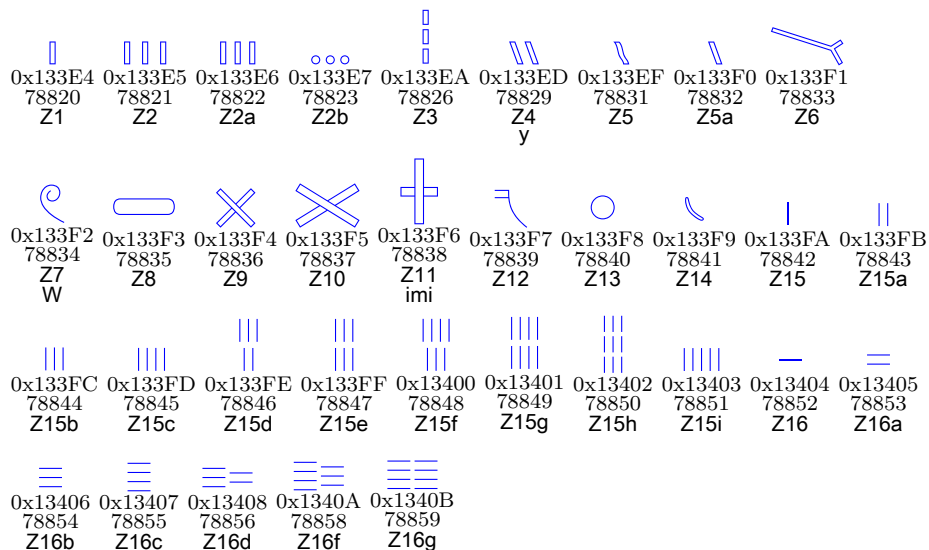 0x133E4 0x133E5 0x133E6 0x133E7 0x133EA 0x133ED 0x133EF 0x133F0 0x133F1
78820 78821 78822 78823 78826 78829 78831 78832 78833
Z1 Z2 Z2a Z2b Z3 Z4 Z5 Z5a Z6
y
0x133F2 0x133F3 0x133F4 0x133F5 0x133F6 0x133F7 0x133F8 0x133F9 0x133FA 0x133FB
78834 78835 78836 78837 78838 78839 78840 78841 78842 78843
Z7 Z8 Z9 Z10 Z11 Z12 Z13 Z14 Z15 Z15a
W imi
0x133FC 0x133FD 0x133FE 0x133FF 0x13400 0x13401 0x13402 0x13403 0x13404 0x13405
78844 78845 78846 78847 78848 78849 78850 78851 78852 78853
Z15b Z15c Z15d Z15e Z15f Z15g Z15h Z15i Z16 Z16a
0x13406 0x13407 0x13408 0x1340A 0x1340B
78854 78855 78856 78858 78859
Z16b Z16c Z16d Z16f Z16g